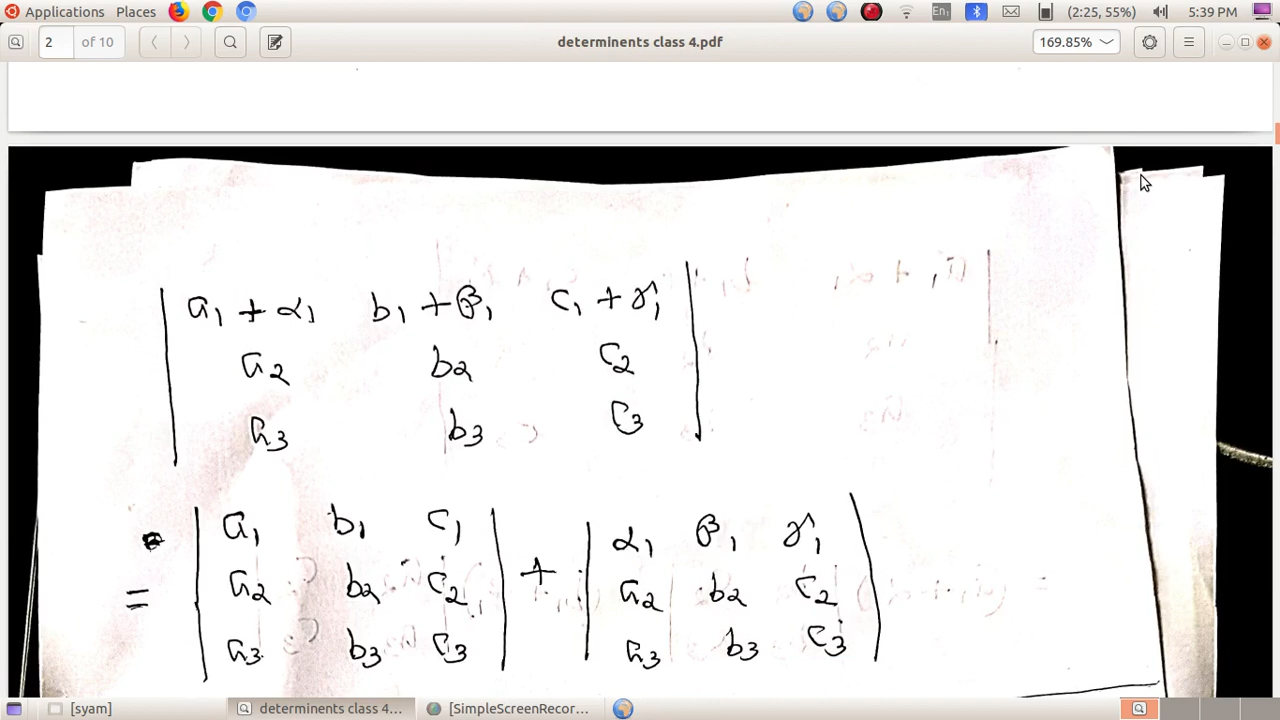 Applications Places En1 (2:25, 55%) 5:39 PM
2 of 10 determinents class 4.pdf 169.85%
a₁ + α₁ b₁ + β₁ c₁ + γ₁
a₂ b₂ c₂
a₃ b₃ c₃
= a₁ b₁ c₁ + α₁ β₁ γ₁
a₂ b₂ c₂ a₂ b₂ c₂
a₃ b₃ c₃ a₃ b₃ c₃
[syam] determinents class 4... [SimpleScreenRecor...